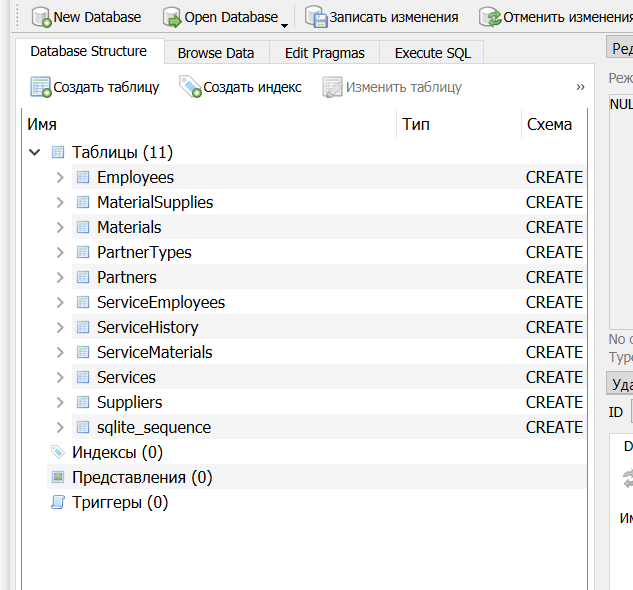 New Database Open Database Записать изменения Отменить изменения
Database Structure Browse Data Edit Pragmas Execute SQL
Создать таблицу Создать индекс Изменить таблицу »
Имя Тип Схема
Таблицы (11)
Employees CREATE
MaterialSupplies CREATE
Materials CREATE
PartnerTypes CREATE
Partners CREATE
ServiceEmployees CREATE
ServiceHistory CREATE
ServiceMaterials CREATE
Services CREATE
Suppliers CREATE
sqlite_sequence CREATE
Индексы (0)
Представления (0)
Триггеры (0)
Ред
Реж
NUL
No c
Type
Уда
ID
D
Им